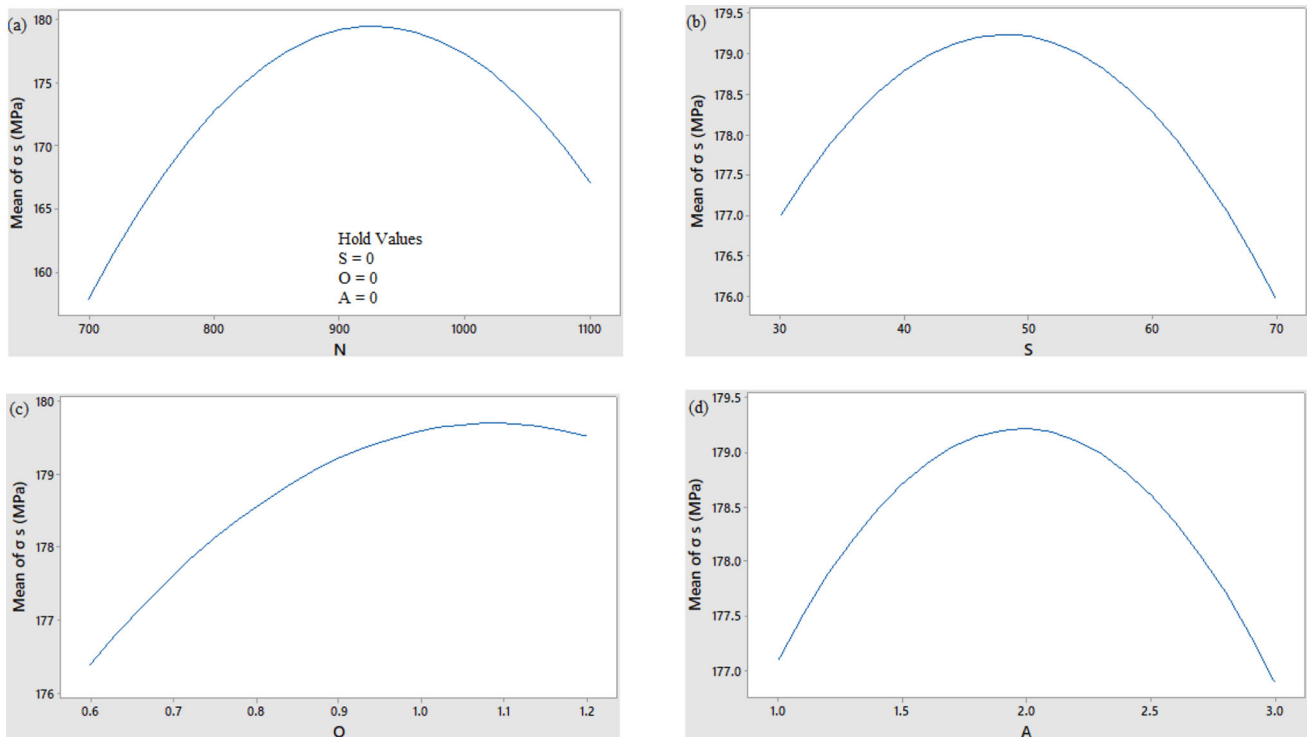 (a)
Mean of σ s (MPa)
180
175
170
165
160
Hold Values
S = 0
O = 0
A = 0
700 800 900 1000 1100
N
(b)
Mean of σ s (MPa)
179.5
179.0
178.5
178.0
177.5
177.0
176.5
176.0
30 40 50 60 70
S
(c)
Mean of σ s (MPa)
180
179
178
177
176
0.6 0.7 0.8 0.9 1.0 1.1 1.2
O
(d)
Mean of σ s (MPa)
179.5
179.0
178.5
178.0
177.5
177.0
1.0 1.5 2.0 2.5 3.0
A